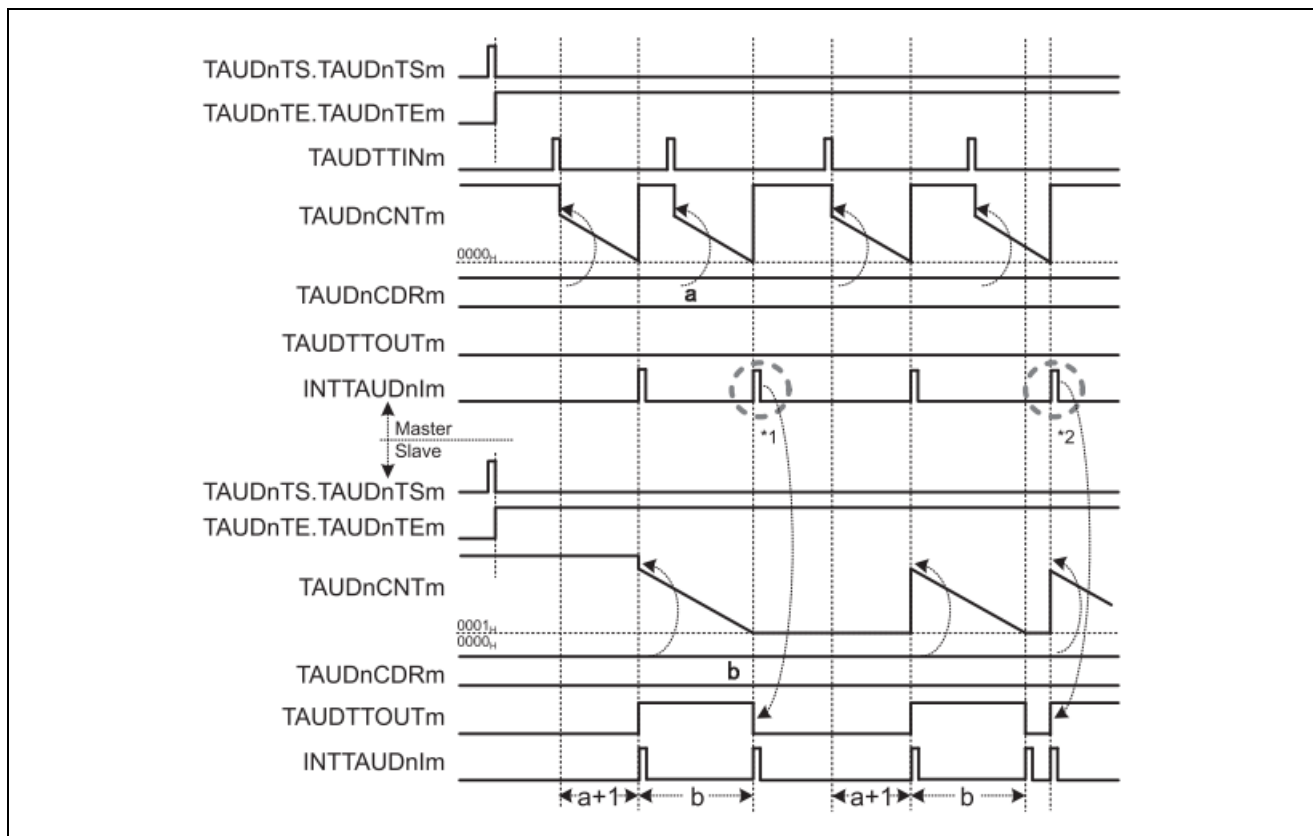 TAUDnTS.TAUDnTSm
TAUDnTE.TAUDnTEm
TAUDTTINm
TAUDnCNTm
0000H
TAUDnCDRm
a
TAUDTTOUTm
INTTAUDnIm
*1
*2
Master
Slave
TAUDnTS.TAUDnTSm
TAUDnTE.TAUDnTEm
TAUDnCNTm
0001H
0000H
TAUDnCDRm
b
TAUDTTOUTm
INTTAUDnIm
a+1 b a+1 b